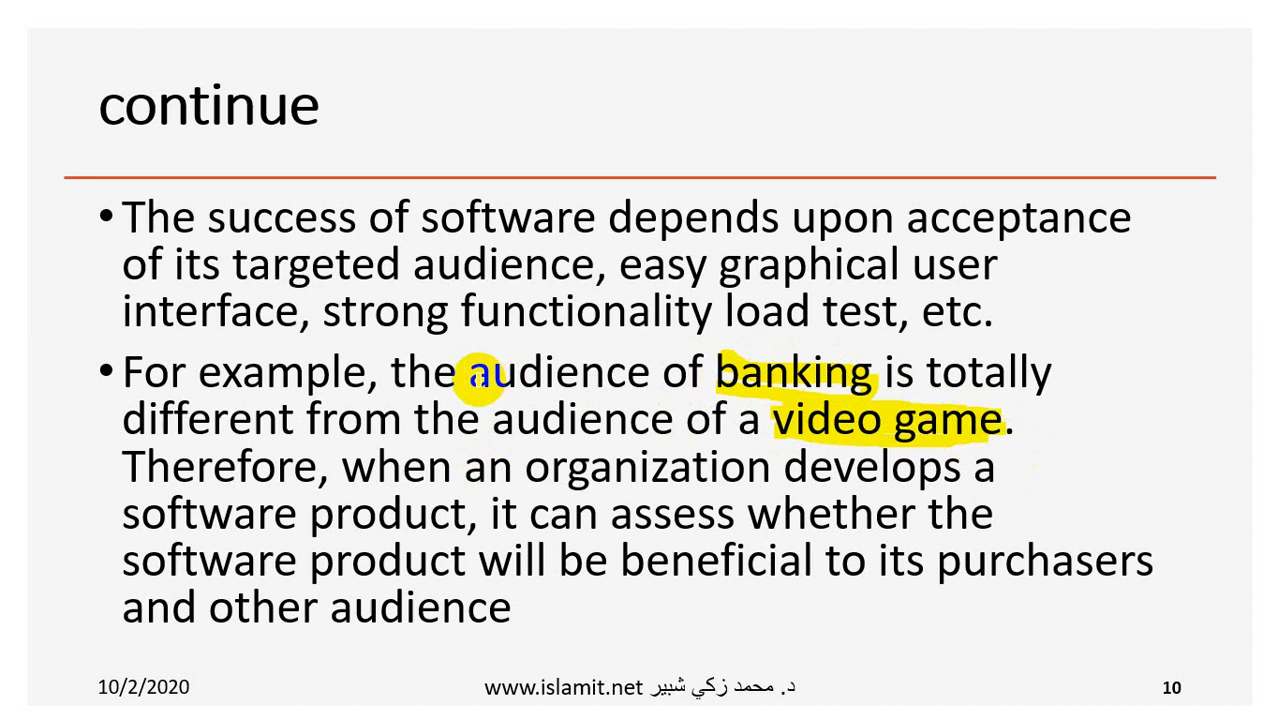 continue
• The success of software depends upon acceptance
of its targeted audience, easy graphical user
interface, strong functionality load test, etc.
• For example, the audience of banking is totally
different from the audience of a video game.
Therefore, when an organization develops a
software product, it can assess whether the
software product will be beneficial to its purchasers
and other audience
10/2/2020
www.islamit.net د. محمد زكي شبير
10